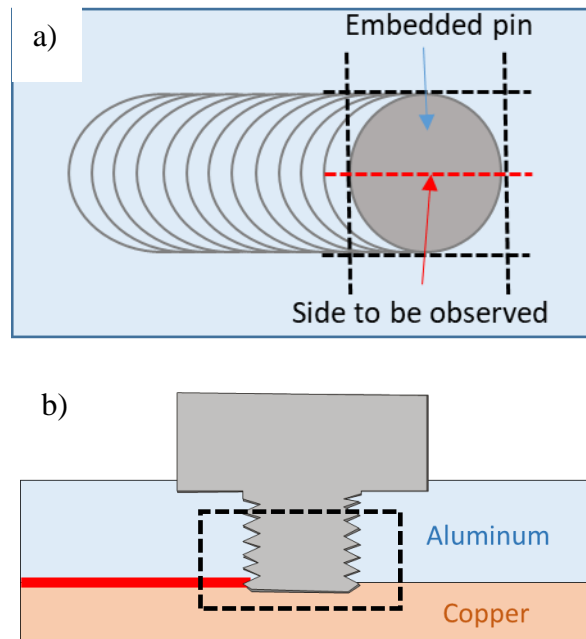 a)
Embedded pin
Side to be observed
b)
Aluminum
Copper